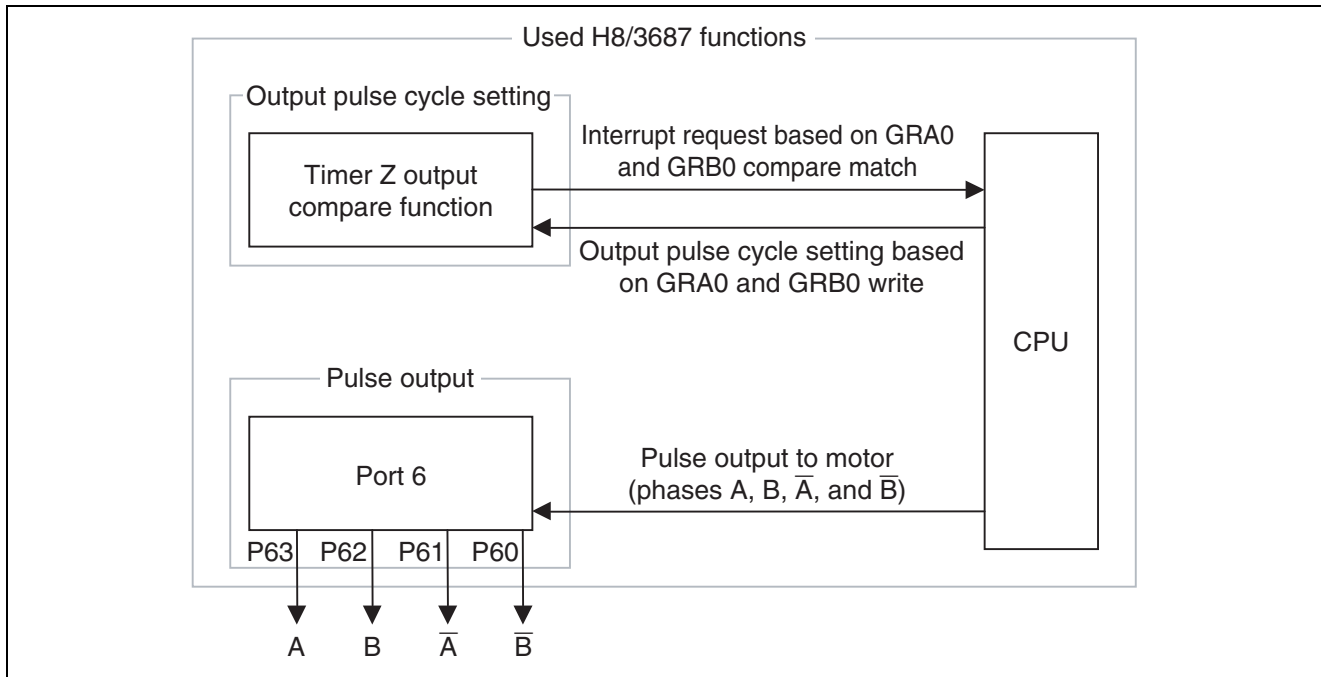 Used H8/3687 functions
Output pulse cycle setting
Timer Z output
compare function
Interrupt request based on GRA0
and GRB0 compare match
Output pulse cycle setting based
on GRA0 and GRB0 write
CPU
Pulse output
Port 6
Pulse output to motor
(phases A, B, A̅, and B̅)
P63 P62 P61 P60
A B A̅ B̅